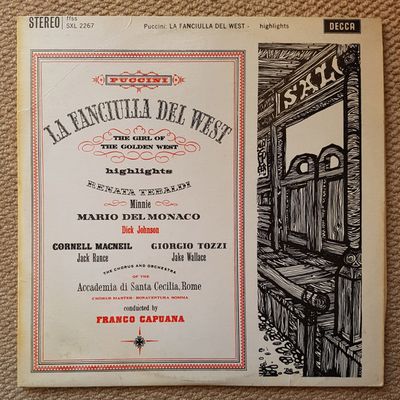 STEREO ffss SXL 2267 Puccini: LA FANCIULLA DEL WEST - highlights DECCA
PUCCINI
LA FANCIULLA DEL WEST
THE GIRL OF
THE GOLDEN WEST
highlights
RENATA TEBALDI
Minnie
MARIO DEL MONACO
Dick Johnson
CORNELL MACNEIL GIORGIO TOZZI
Jack Rance Jake Wallace
THE CHORUS AND ORCHESTRA
OF THE
Accademia di Santa Cecilia, Rome
CHORUS MASTER: BONAVENTURA SOMMA
conducted by
FRANCO CAPUANA
SAL